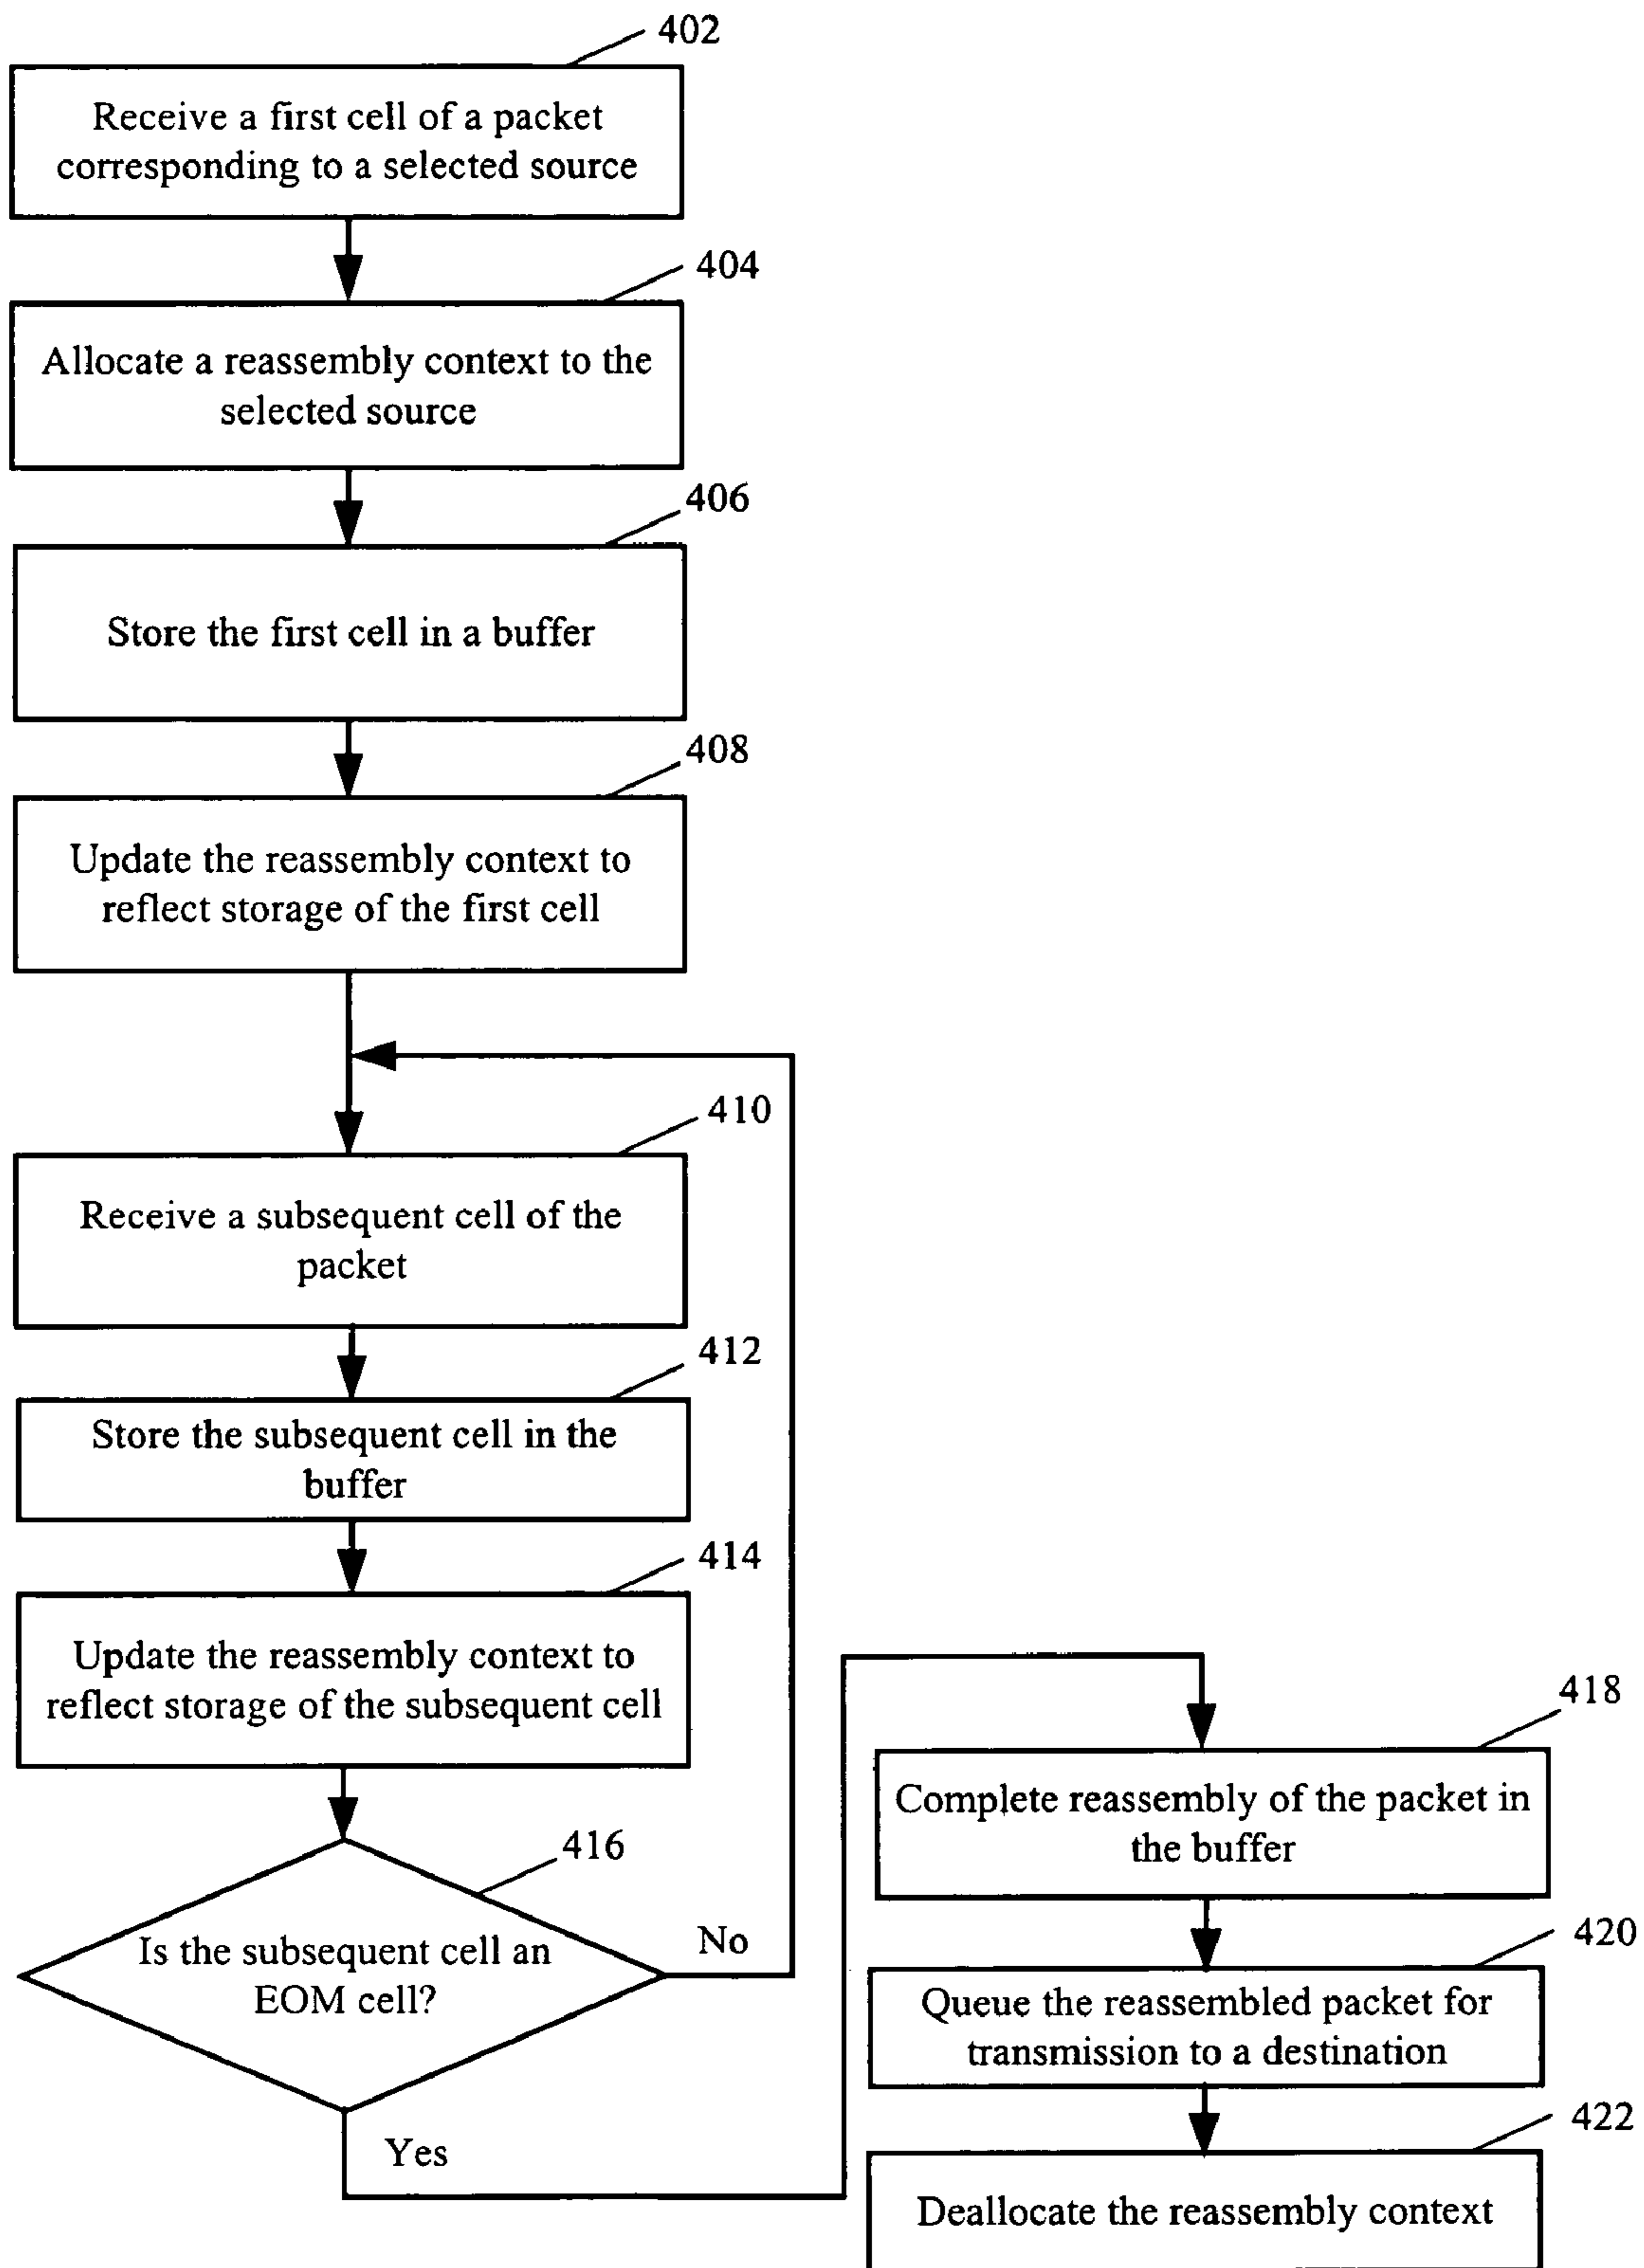 402
Receive a first cell of a packet
corresponding to a selected source
404
Allocate a reassembly context to the
selected source
406
Store the first cell in a buffer
408
Update the reassembly context to
reflect storage of the first cell
410
Receive a subsequent cell of the
packet
412
Store the subsequent cell in the
buffer
414
Update the reassembly context to
reflect storage of the subsequent cell
416
Is the subsequent cell an
EOM cell?
No
Yes
418
Complete reassembly of the packet in
the buffer
420
Queue the reassembled packet for
transmission to a destination
422
Deallocate the reassembly context